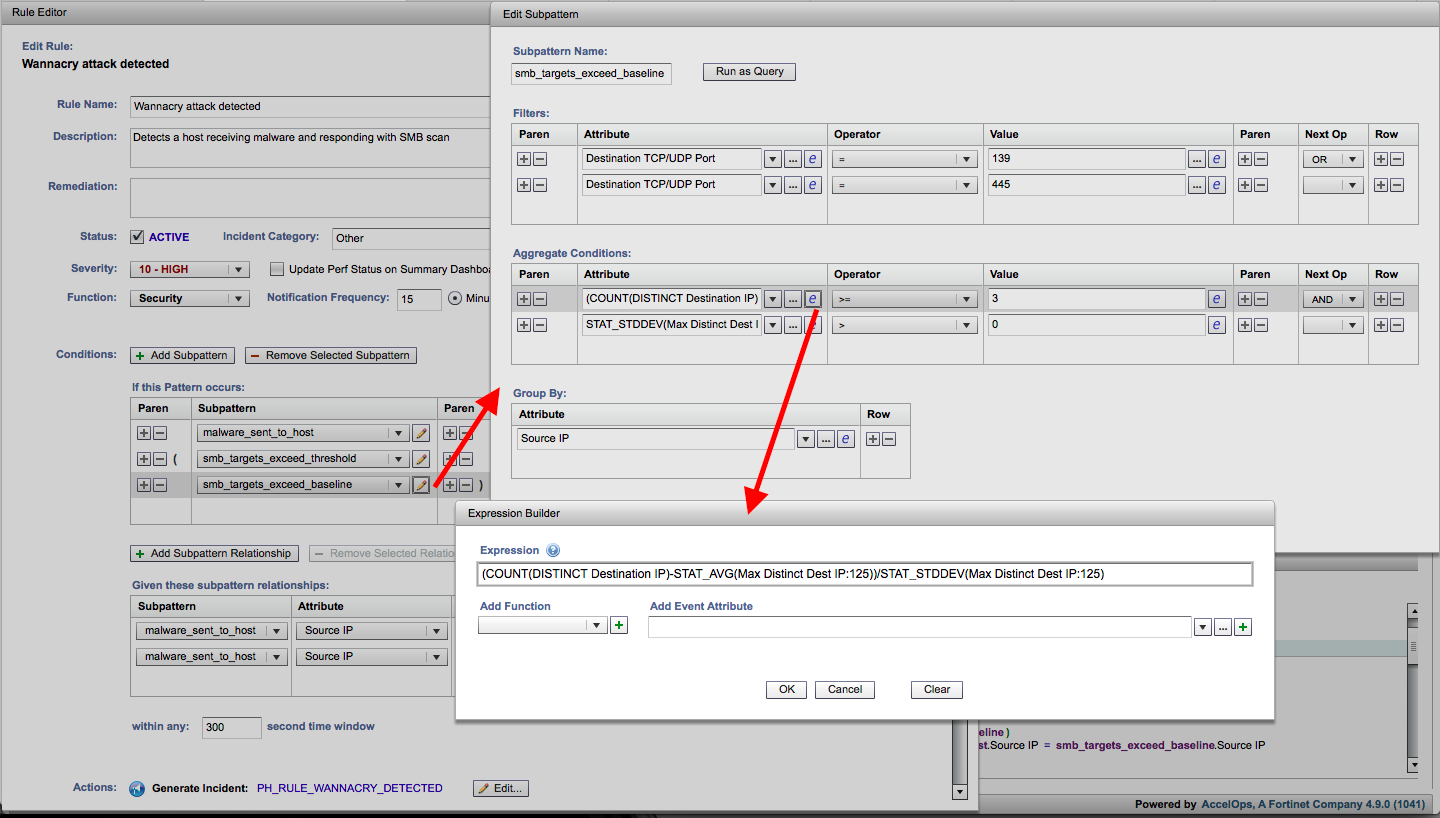 Rule Editor
Edit Rule:
Wannacry attack detected
Rule Name: Wannacry attack detected
Description: Detects a host receiving malware and responding with SMB scan
Remediation:
Status: ACTIVE Incident Category: Other
Severity: 10 - HIGH Update Perf Status on Summary
Function: Security Notification Frequency: 15
Conditions: + Add Subpattern − Remove Selected Subpattern
If this Pattern occurs:
Paren Subpattern Paren
malware_sent_to_host
( smb_targets_exceed_threshold
smb_targets_exceed_baseline )
+ Add Subpattern Relationship − Remove Selected
Given these subpattern relationships:
Subpattern Attribute
malware_sent_to_host Source IP
malware_sent_to_host Source IP
within any: 300 second time window
Actions: Generate Incident: PH_RULE_WANNACRY_DETECTED Edit...
Edit Subpattern
Subpattern Name:
smb_targets_exceed_baseline Run as Query
Filters:
Paren Attribute Operator Value Paren Next Op Row
Destination TCP/UDP Port ... e = 139 ... e OR
Destination TCP/UDP Port ... e = 445 ... e
Aggregate Conditions:
Paren Attribute Operator Value Paren Next Op Row
(COUNT(DISTINCT Destination IP) ... e >= 3 e AND
STAT_STDDEV(Max Distinct Dest I ... e > 0 e
Group By:
Attribute Row
Source IP ... e
Expression Builder
Expression ?
(COUNT(DISTINCT Destination IP)-STAT_AVG(Max Distinct Dest IP:125))/STAT_STDDEV(Max Distinct Dest IP:125)
Add Function Add Event Attribute
...
OK Cancel Clear
eline )
st.Source IP = smb_targets_exceed_baseline.Source IP
Powered by AccelOps, A Fortinet Company 4.9.0 (1041)